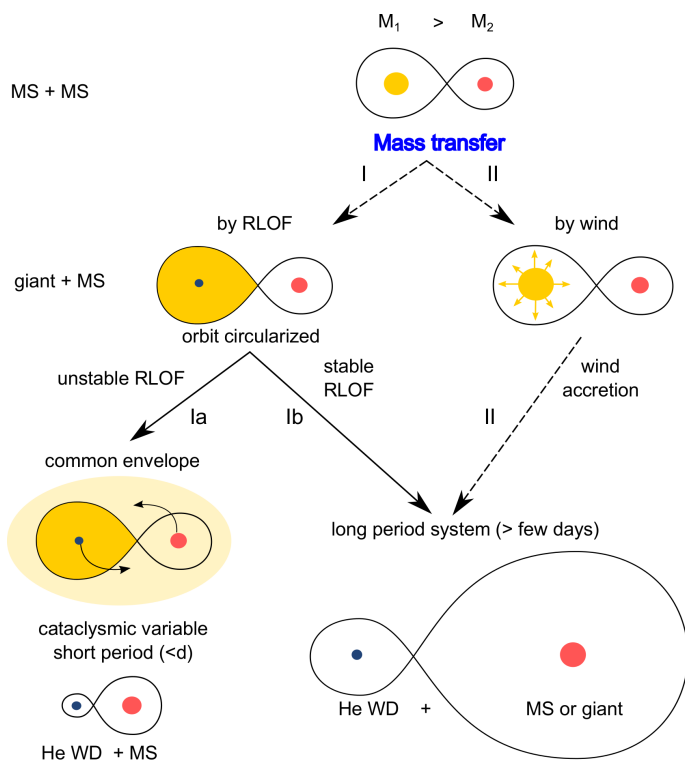 M₁ > M₂
MS + MS
Mass transfer
I II
by RLOF by wind
giant + MS
orbit circularized
unstable RLOF
stable
RLOF
wind
accretion
Ia Ib II
common envelope
long period system (> few days)
cataclysmic variable
short period (<d)
He WD + MS or giant
He WD + MS